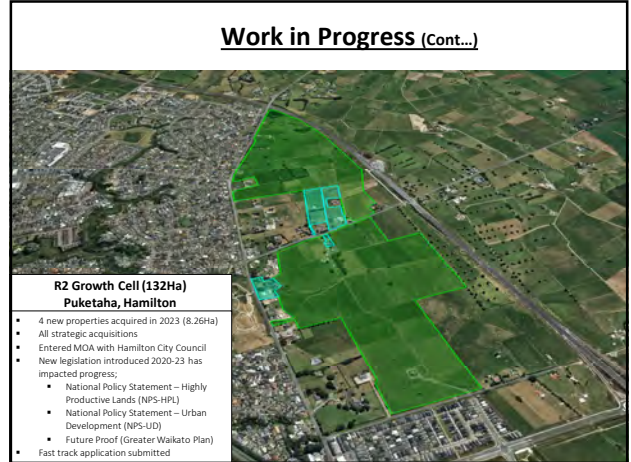 Work in Progress (Cont…)
R2 Growth Cell (132Ha)
Puketaha, Hamilton
▪ 4 new properties acquired in 2023 (8.26Ha)
▪ All strategic acquisitions
▪ Entered MOA with Hamilton City Council
▪ New legislation introduced 2020-23 has
impacted progress;
▪ National Policy Statement – Highly
Productive Lands (NPS-HPL)
▪ National Policy Statement – Urban
Development (NPS-UD)
▪ Future Proof (Greater Waikato Plan)
▪ Fast track application submitted